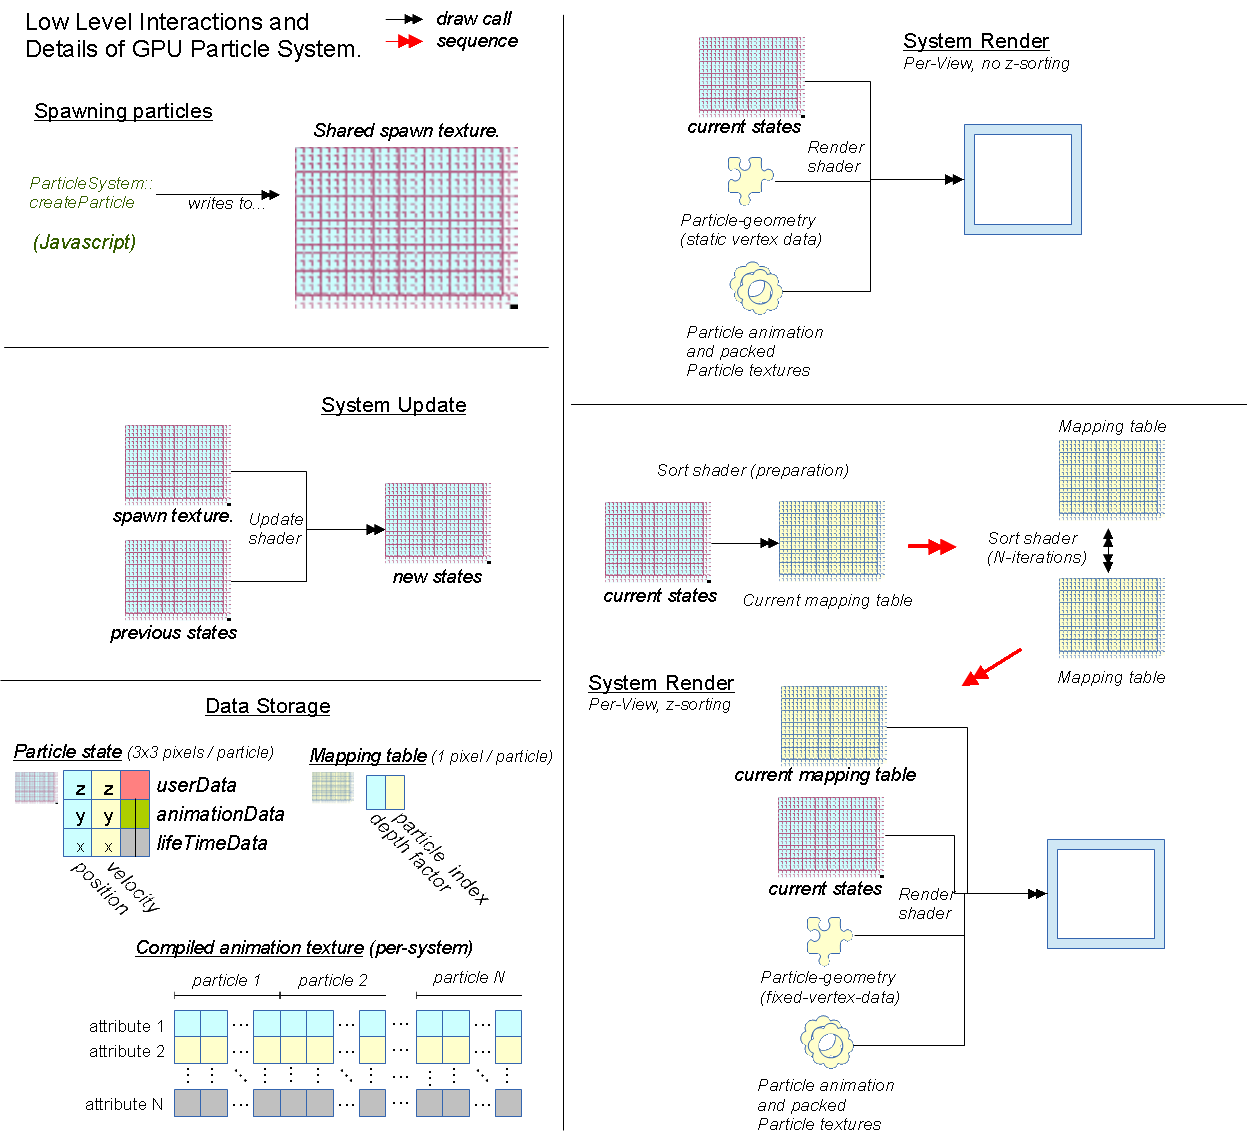 Low Level Interactions and
Details of GPU Particle System.
draw call
sequence
Spawning particles
Shared spawn texture.
ParticleSystem::
createParticle
writes to...
(Javascript)
System Update
spawn texture.
Update
shader
new states
previous states
Data Storage
Particle state (3x3 pixels / particle)
z z userData
y y animationData
x x lifeTimeData
position
velocity
Mapping table (1 pixel / particle)
depth factor
particle index
Compiled animation texture (per-system)
particle 1 particle 2 particle N
attribute 1
attribute 2
attribute N
System Render
Per-View, no z-sorting
current states
Render
shader
Particle-geometry
(static vertex data)
Particle animation
and packed
Particle textures
Mapping table
Sort shader (preparation)
Sort shader
(N-iterations)
current states
Current mapping table
Mapping table
System Render
Per-View, z-sorting
current mapping table
current states
Render
shader
Particle-geometry
(fixed-vertex-data)
Particle animation
and packed
Particle textures